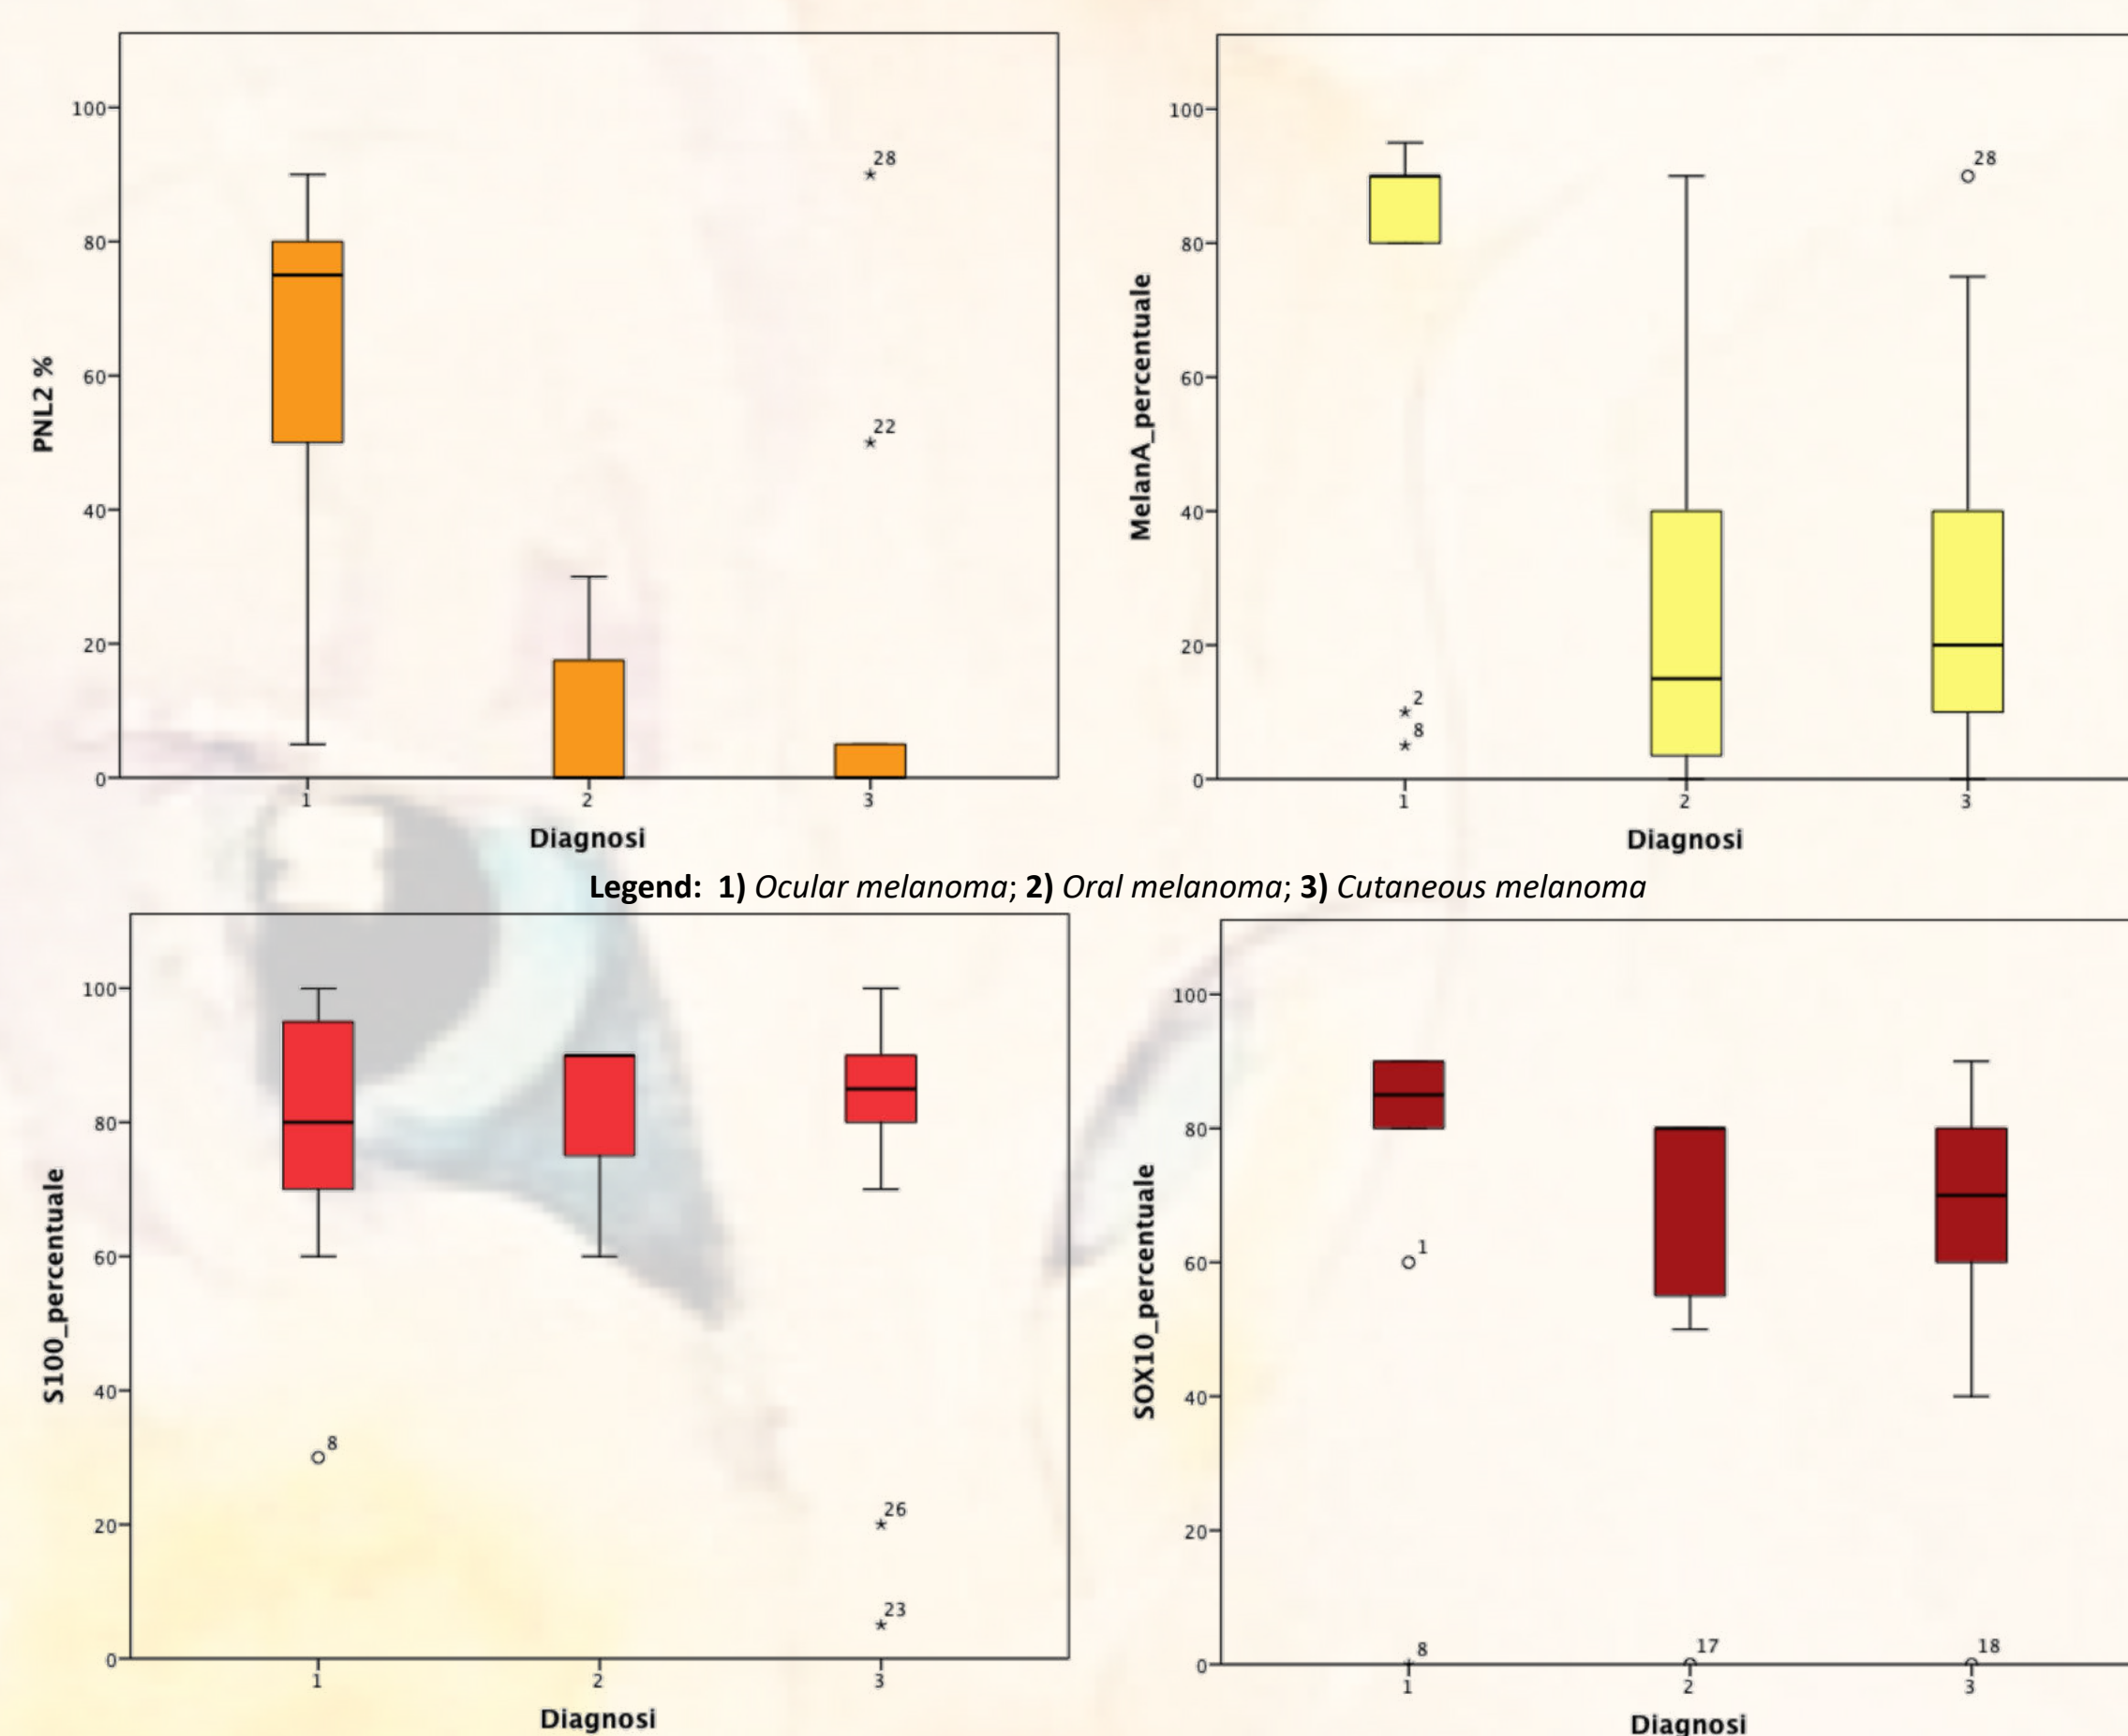 PNL2 %
100
80
60
40
20
0
28
22
1 2 3
Diagnosi
MelanA_percentuale
100
80
60
40
20
0
28
2
8
1 2 3
Diagnosi
Legend: 1) Ocular melanoma; 2) Oral melanoma; 3) Cutaneous melanoma
S100_percentuale
100
80
60
40
20
0
8
26
23
1 2 3
Diagnosi
SOX10_percentuale
100
80
60
40
20
0
1
8
17
18
1 2 3
Diagnosi